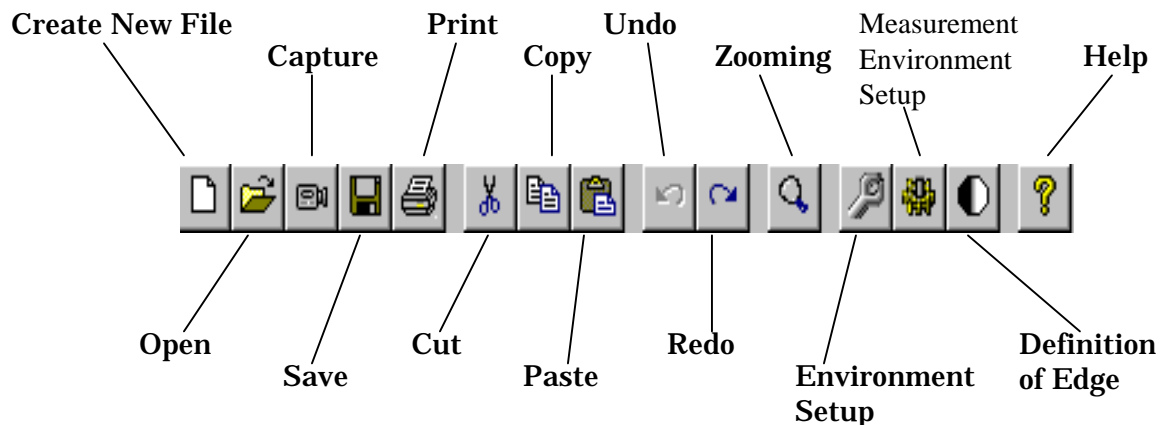 Create New File
Capture
Print
Copy
Undo
Zooming
Measurement
Environment
Setup
Help
Open
Save
Cut
Paste
Redo
Environment
Setup
Definition
of Edge